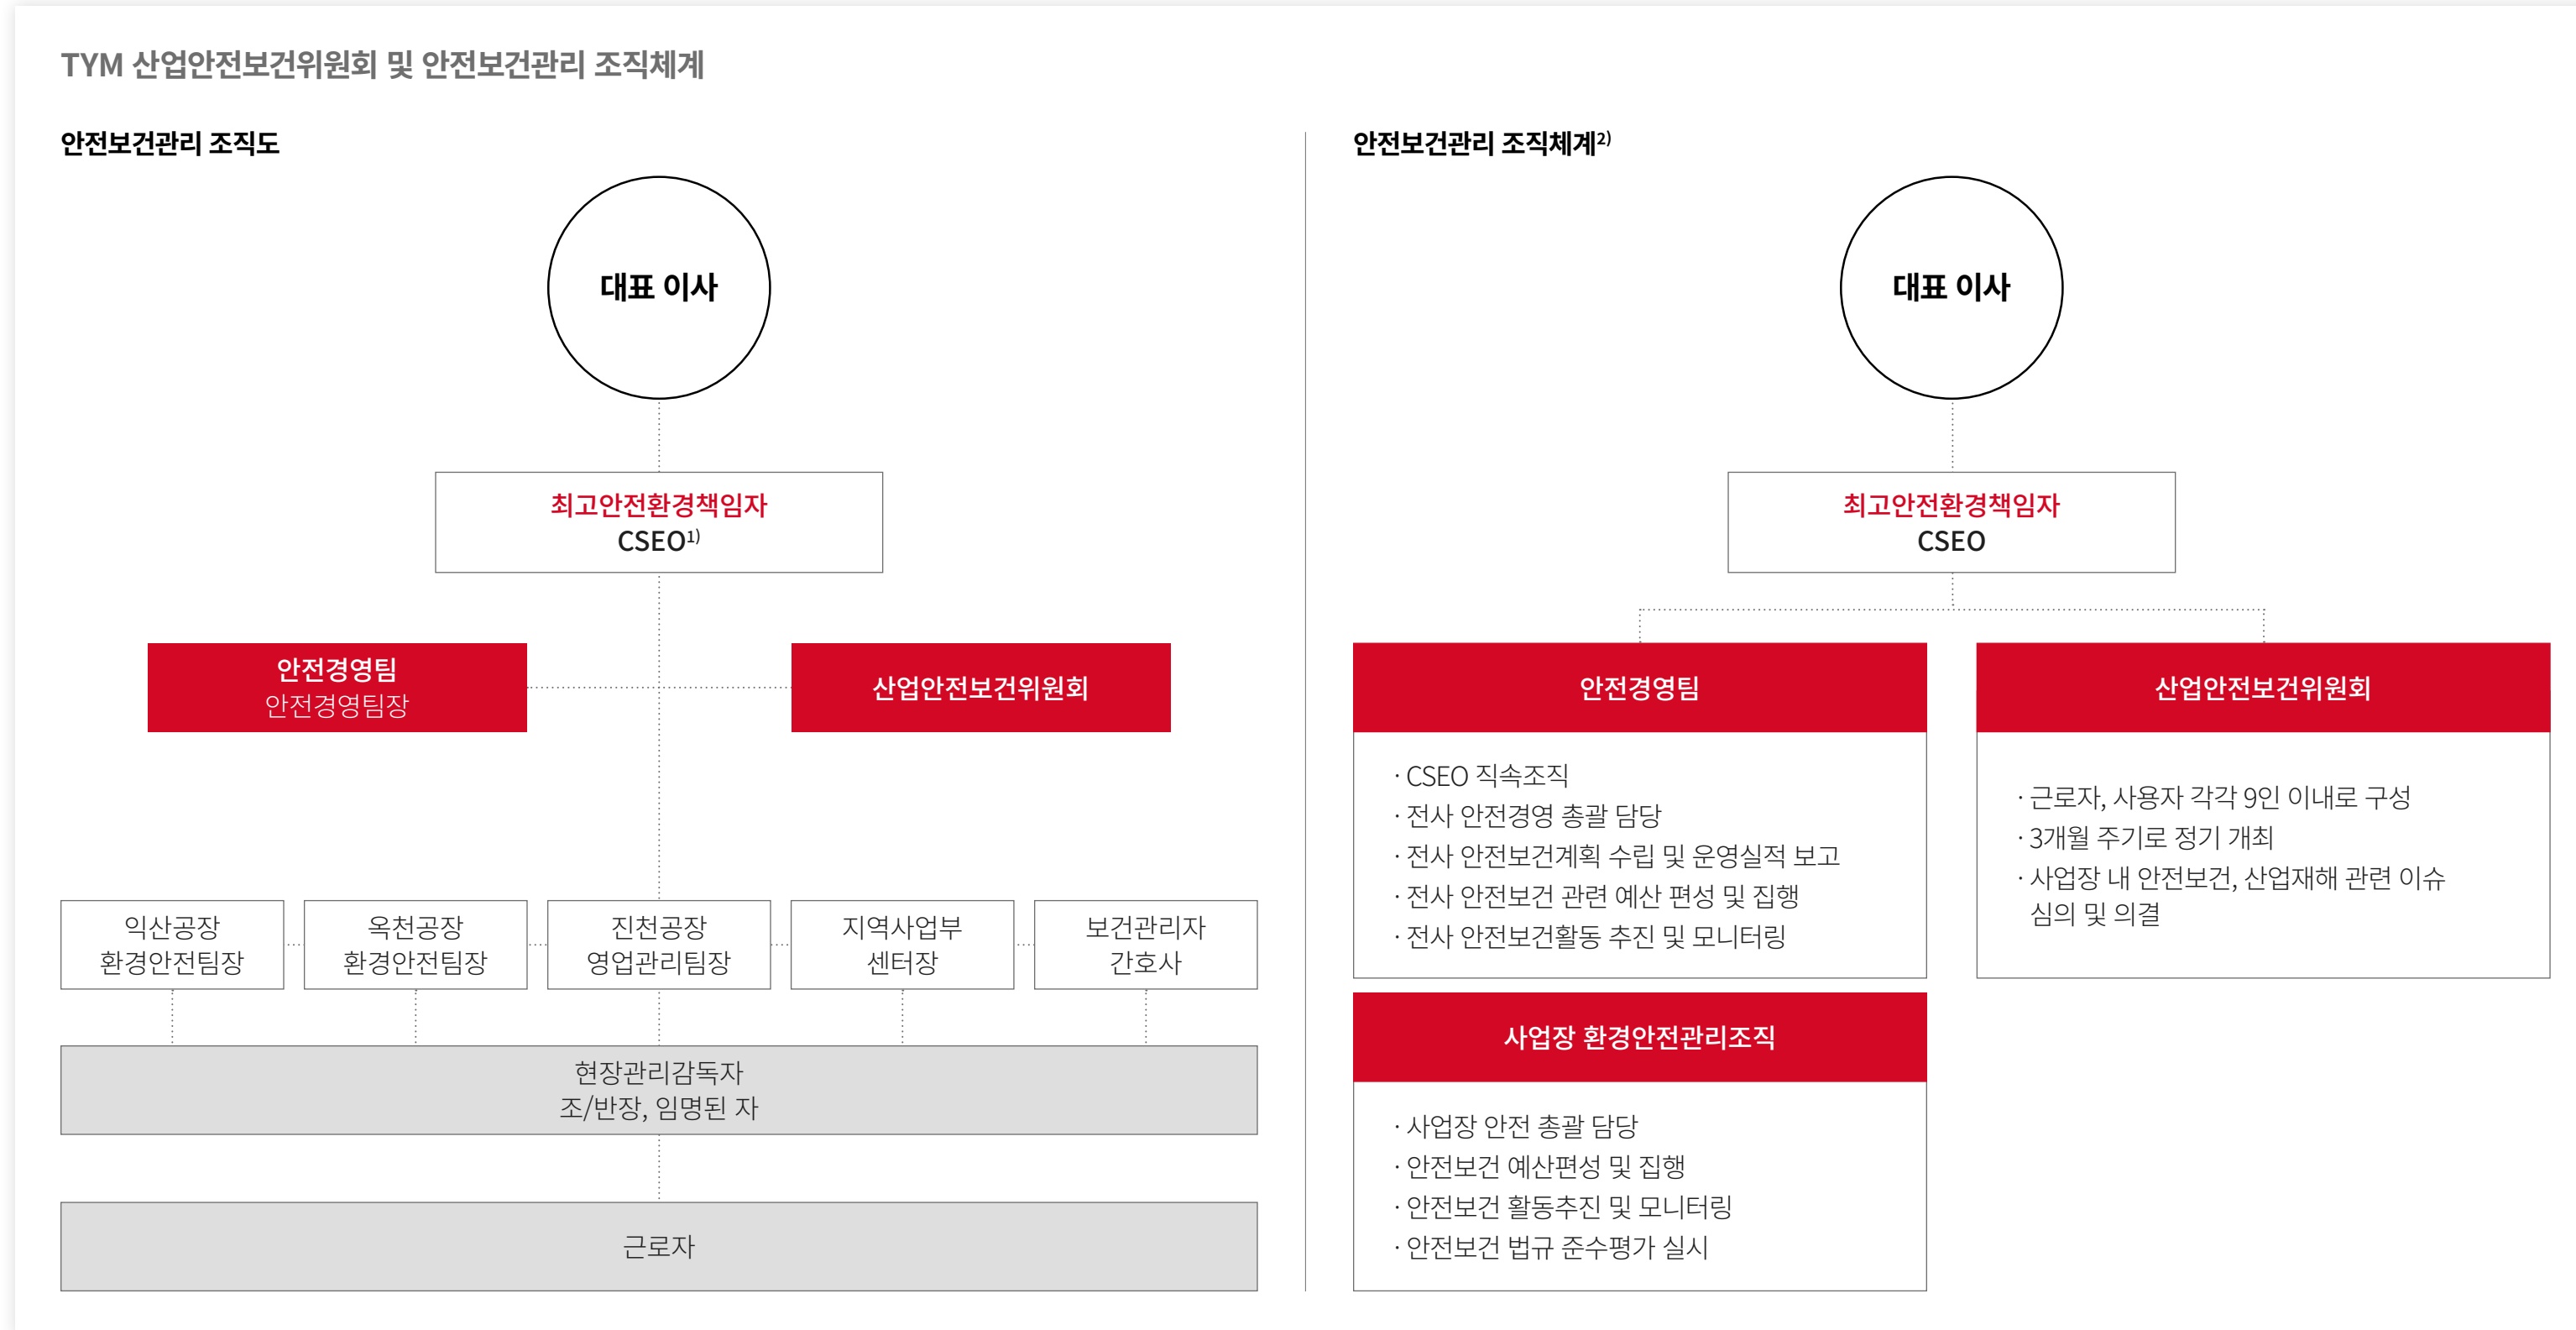 TYM 산업안전보건위원회 및 안전보건관리 조직체계
안전보건관리 조직도
대표 이사
최고안전환경책임자
CSEO1)
안전경영팀
안전경영팀장
산업안전보건위원회
익산공장
환경안전팀장
옥천공장
환경안전팀장
진천공장
영업관리팀장
지역사업부
센터장
보건관리자
간호사
현장관리감독자
조/반장, 임명된 자
근로자
안전보건관리 조직체계2)
대표 이사
최고안전환경책임자
CSEO
안전경영팀
· CSEO 직속조직
· 전사 안전경영 총괄 담당
· 전사 안전보건계획 수립 및 운영실적 보고
· 전사 안전보건 관련 예산 편성 및 집행
· 전사 안전보건활동 추진 및 모니터링
산업안전보건위원회
· 근로자, 사용자 각각 9인 이내로 구성
· 3개월 주기로 정기 개최
· 사업장 내 안전보건, 산업재해 관련 이슈
심의 및 의결
사업장 환경안전관리조직
· 사업장 안전 총괄 담당
· 안전보건 예산편성 및 집행
· 안전보건 활동추진 및 모니터링
· 안전보건 법규 준수평가 실시